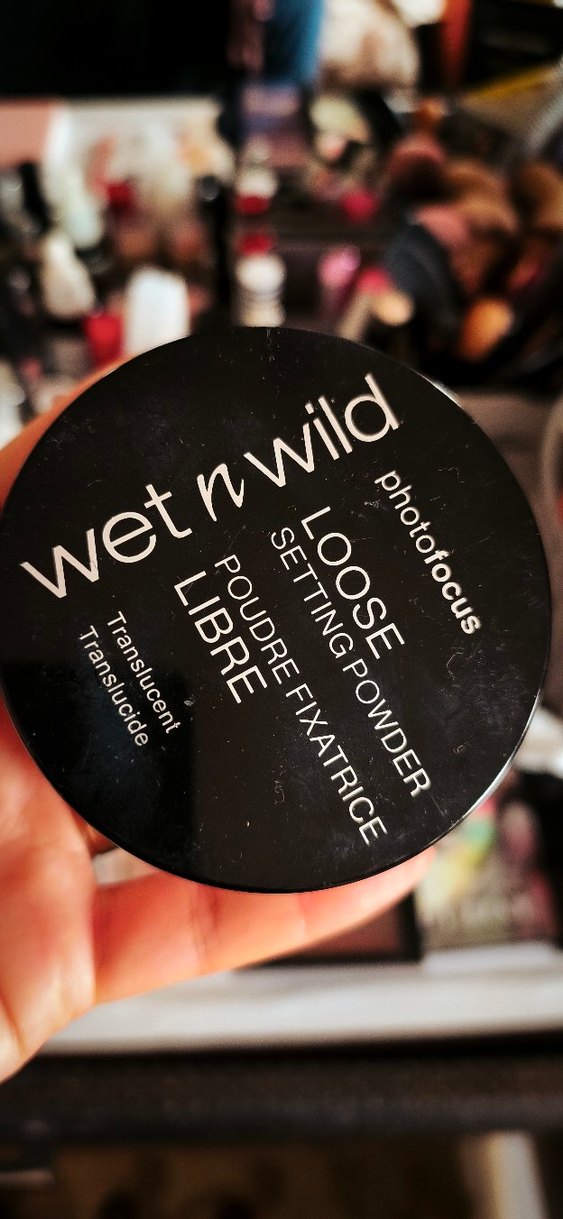 wet n wild
photofocus
LOOSE
SETTING POWDER
POUDRE FIXATRICE
LIBRE
Translucent
Translucide